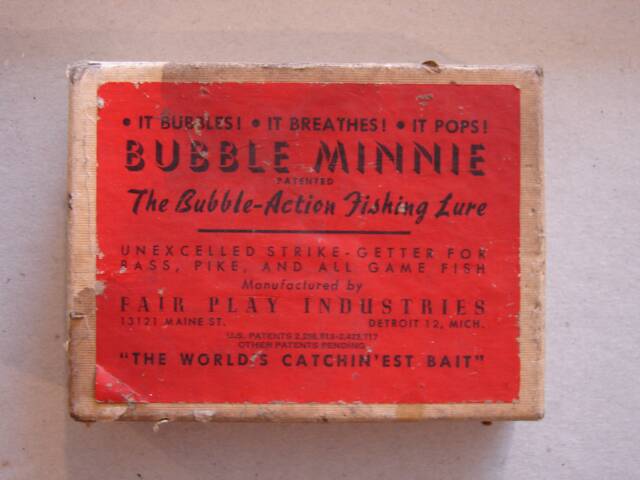 • IT BUBBLES! • IT BREATHES! • IT POPS!
BUBBLE MINNIE
PATENTED
The Bubble-Action Fishing Lure
UNEXCELLED STRIKE-GETTER FOR
BASS, PIKE, AND ALL GAME FISH
Manufactured by
FAIR PLAY INDUSTRIES
13121 MAINE ST. DETROIT 12, MICH.
U.S. PATENTS
OTHER PATENTS PENDING
"THE WORLD'S CATCHIN'EST BAIT"